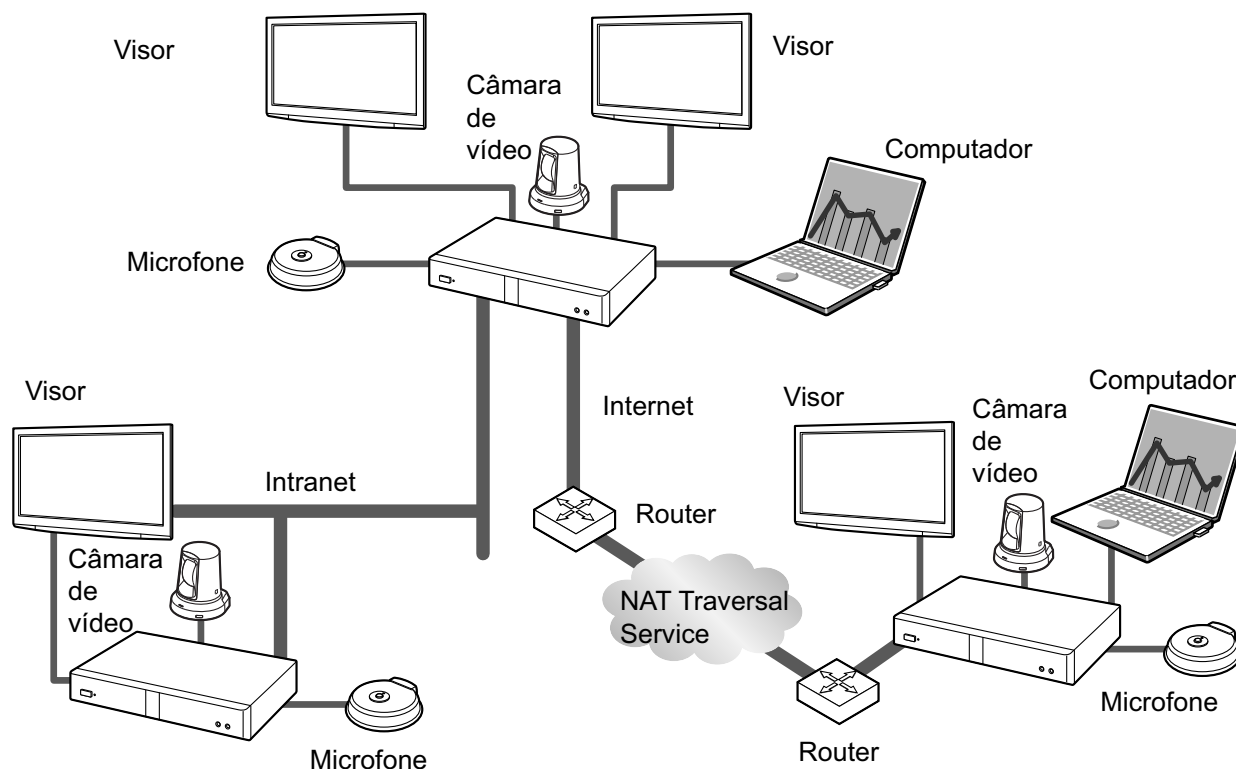 Visor
Visor
Câmara
de
vídeo
Computador
Microfone
Visor
Internet
Visor
Computador
Câmara
de
vídeo
Intranet
Router
Câmara
de
vídeo
NAT Traversal
Service
Microfone
Router
Microfone